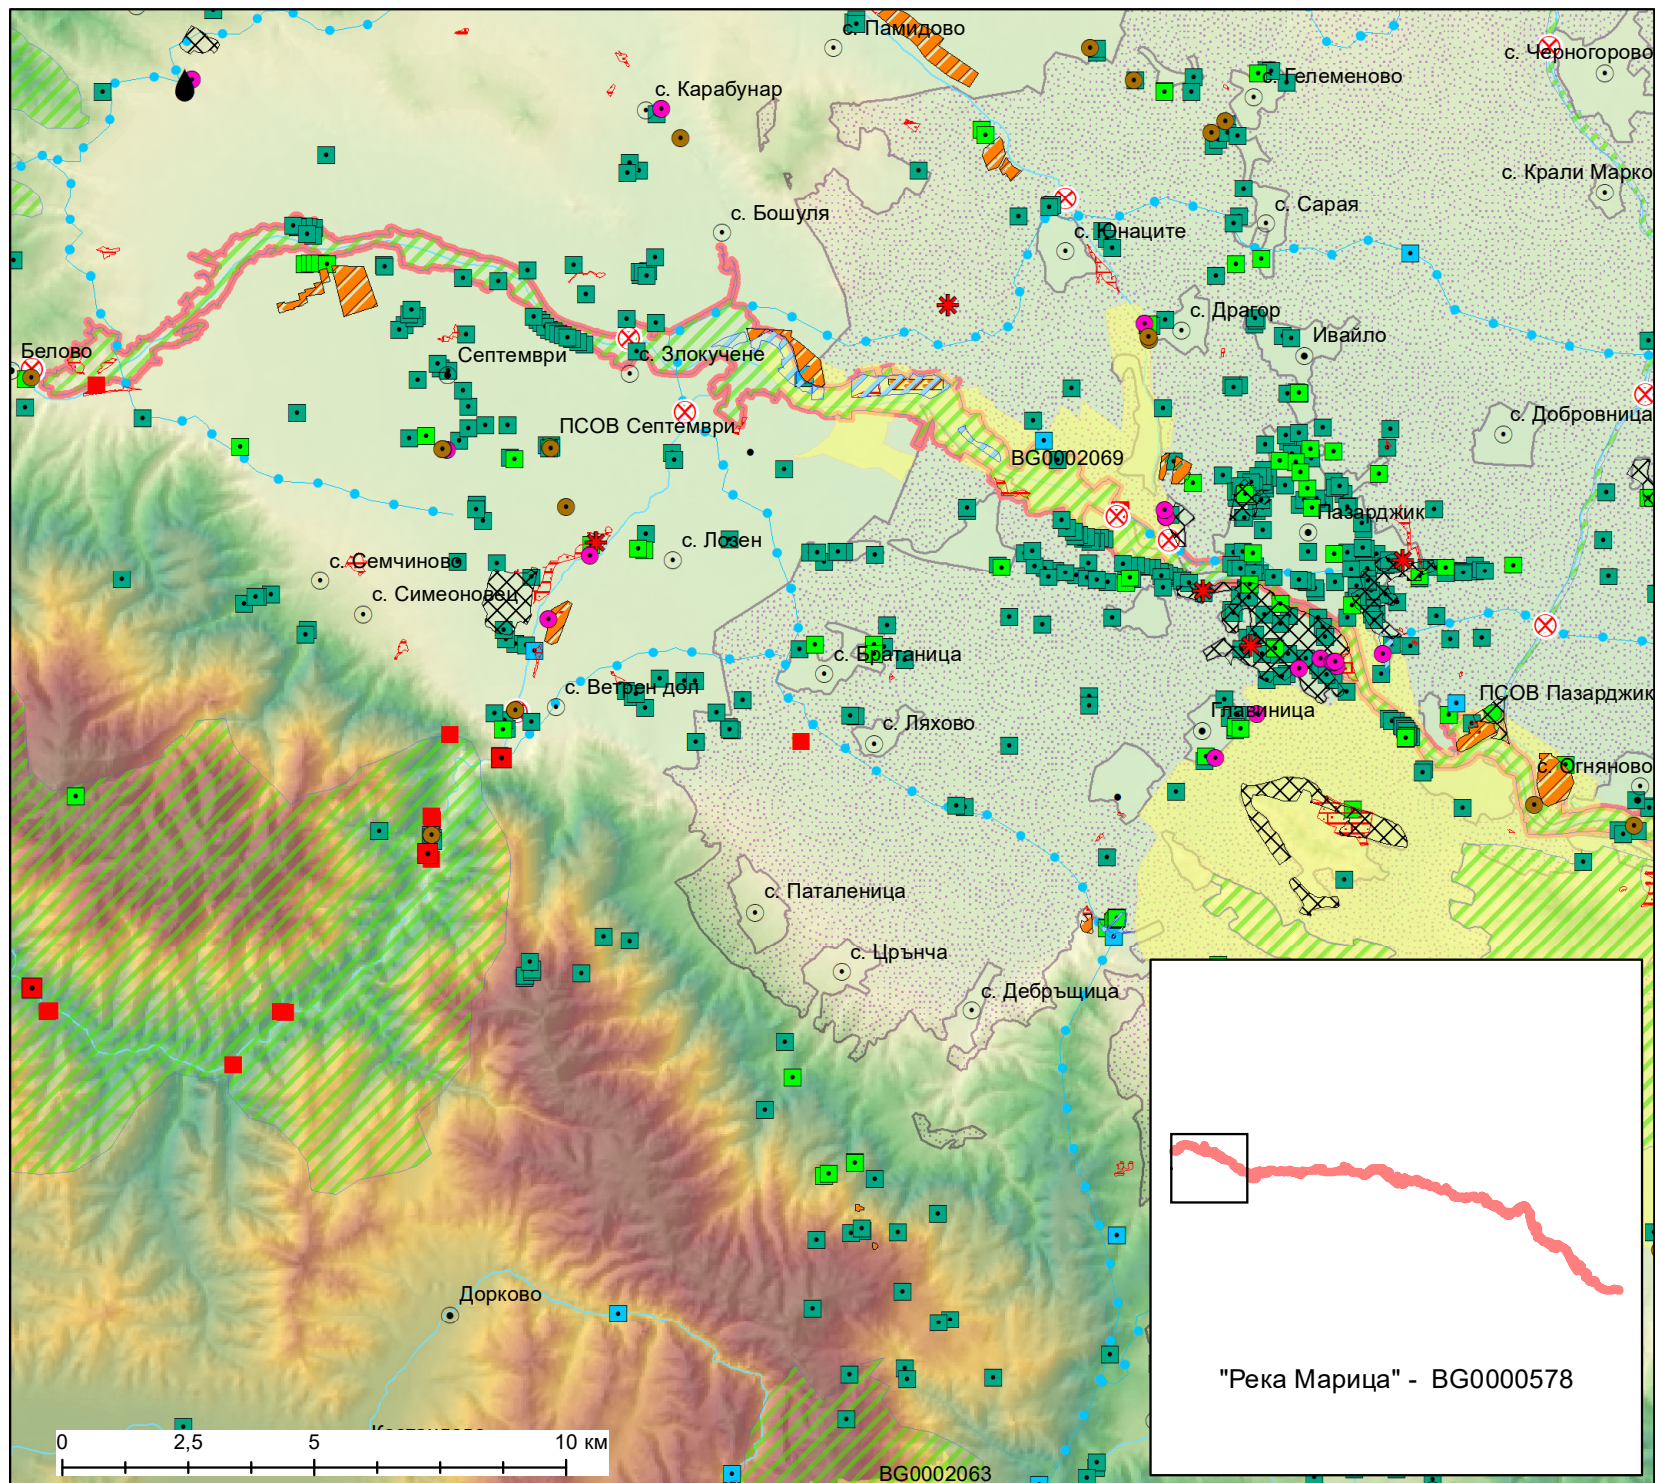 с. Памидово
с. Черногорово
с. Гелеменово
с. Карабунар
с. Крали Марко
с. Бошуля
с. Сарая
с. Юнаците
с. Драгор
Ивайло
Белово
Септември
с. Злокучене
с. Добровница
ПСОВ Септември
BG0002069
Пазарджик
с. Лозен
с. Семчиново
с. Симеоновец
с. Братаница
с. Ветрен дол
ПСОВ Пазарджик
Главиница
с. Ляхово
с. Огняново
с. Паталеница
с. Црънча
с. Дебръщица
Дорково
"Река Марица" - BG0000578
0 2,5 5 10 км
BG0002063